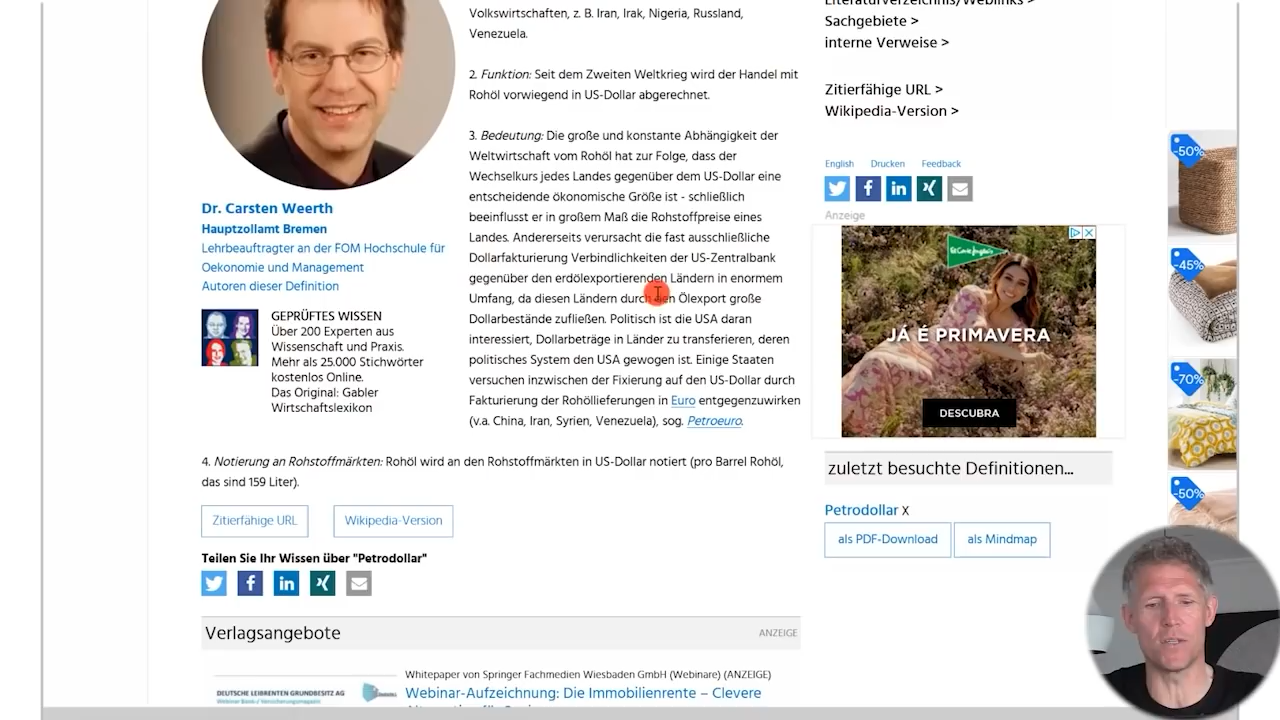 Volkswirtschaften, z. B. Iran, Irak, Nigeria, Russland,
Venezuela.
2. Funktion: Seit dem Zweiten Weltkrieg wird der Handel mit
Rohöl vorwiegend in US-Dollar abgerechnet.
3. Bedeutung: Die große und konstante Abhängigkeit der
Weltwirtschaft vom Rohöl hat zur Folge, dass der
Wechselkurs jedes Landes gegenüber dem US-Dollar eine
entscheidende ökonomische Größe ist - schließlich
beeinflusst er in großem Maß die Rohstoffpreise eines
Landes. Andererseits verursacht die fast ausschließliche
Dollarfakturierung Verbindlichkeiten der US-Zentralbank
gegenüber den erdölexportierenden Ländern in enormem
Umfang, da diesen Ländern durch den Ölexport große
Dollarbestände zufließen. Politisch ist die USA daran
interessiert, Dollarbeträge in Länder zu transferieren, deren
politisches System den USA gewogen ist. Einige Staaten
versuchen inzwischen der Fixierung auf den US-Dollar durch
Fakturierung der Rohöllieferungen in Euro entgegenzuwirken
(v.a. China, Iran, Syrien, Venezuela), sog. Petroeuro.
Dr. Carsten Weerth
Hauptzollamt Bremen
Lehrbeauftragter an der FOM Hochschule für
Oekonomie und Management
Autoren dieser Definition
GEPRÜFTES WISSEN
Über 200 Experten aus
Wissenschaft und Praxis.
Mehr als 25.000 Stichwörter
kostenlos Online.
Das Original: Gabler
Wirtschaftslexikon
4. Notierung an Rohstoffmärkten: Rohöl wird an den Rohstoffmärkten in US-Dollar notiert (pro Barrel Rohöl,
das sind 159 Liter).
Zitierfähige URL
Wikipedia-Version
Teilen Sie Ihr Wissen über "Petrodollar"
Verlagsangebote
ANZEIGE
Whitepaper von Springer Fachmedien Wiesbaden GmbH (Webinare) (ANZEIGE)
DEUTSCHE LEIBRENTEN GRUNDBESITZ AG
Webinar-Aufzeichnung: Die Immobilienrente – Clevere
Literaturverzeichnis/Weblinks >
Sachgebiete >
interne Verweise >
Zitierfähige URL >
Wikipedia-Version >
English
Drucken
Feedback
Anzeige
El Corte Inglés
JÁ É PRIMAVERA
DESCUBRA
zuletzt besuchte Definitionen...
Petrodollar X
als PDF-Download
als Mindmap
-50%
-45%
-70%
-50%